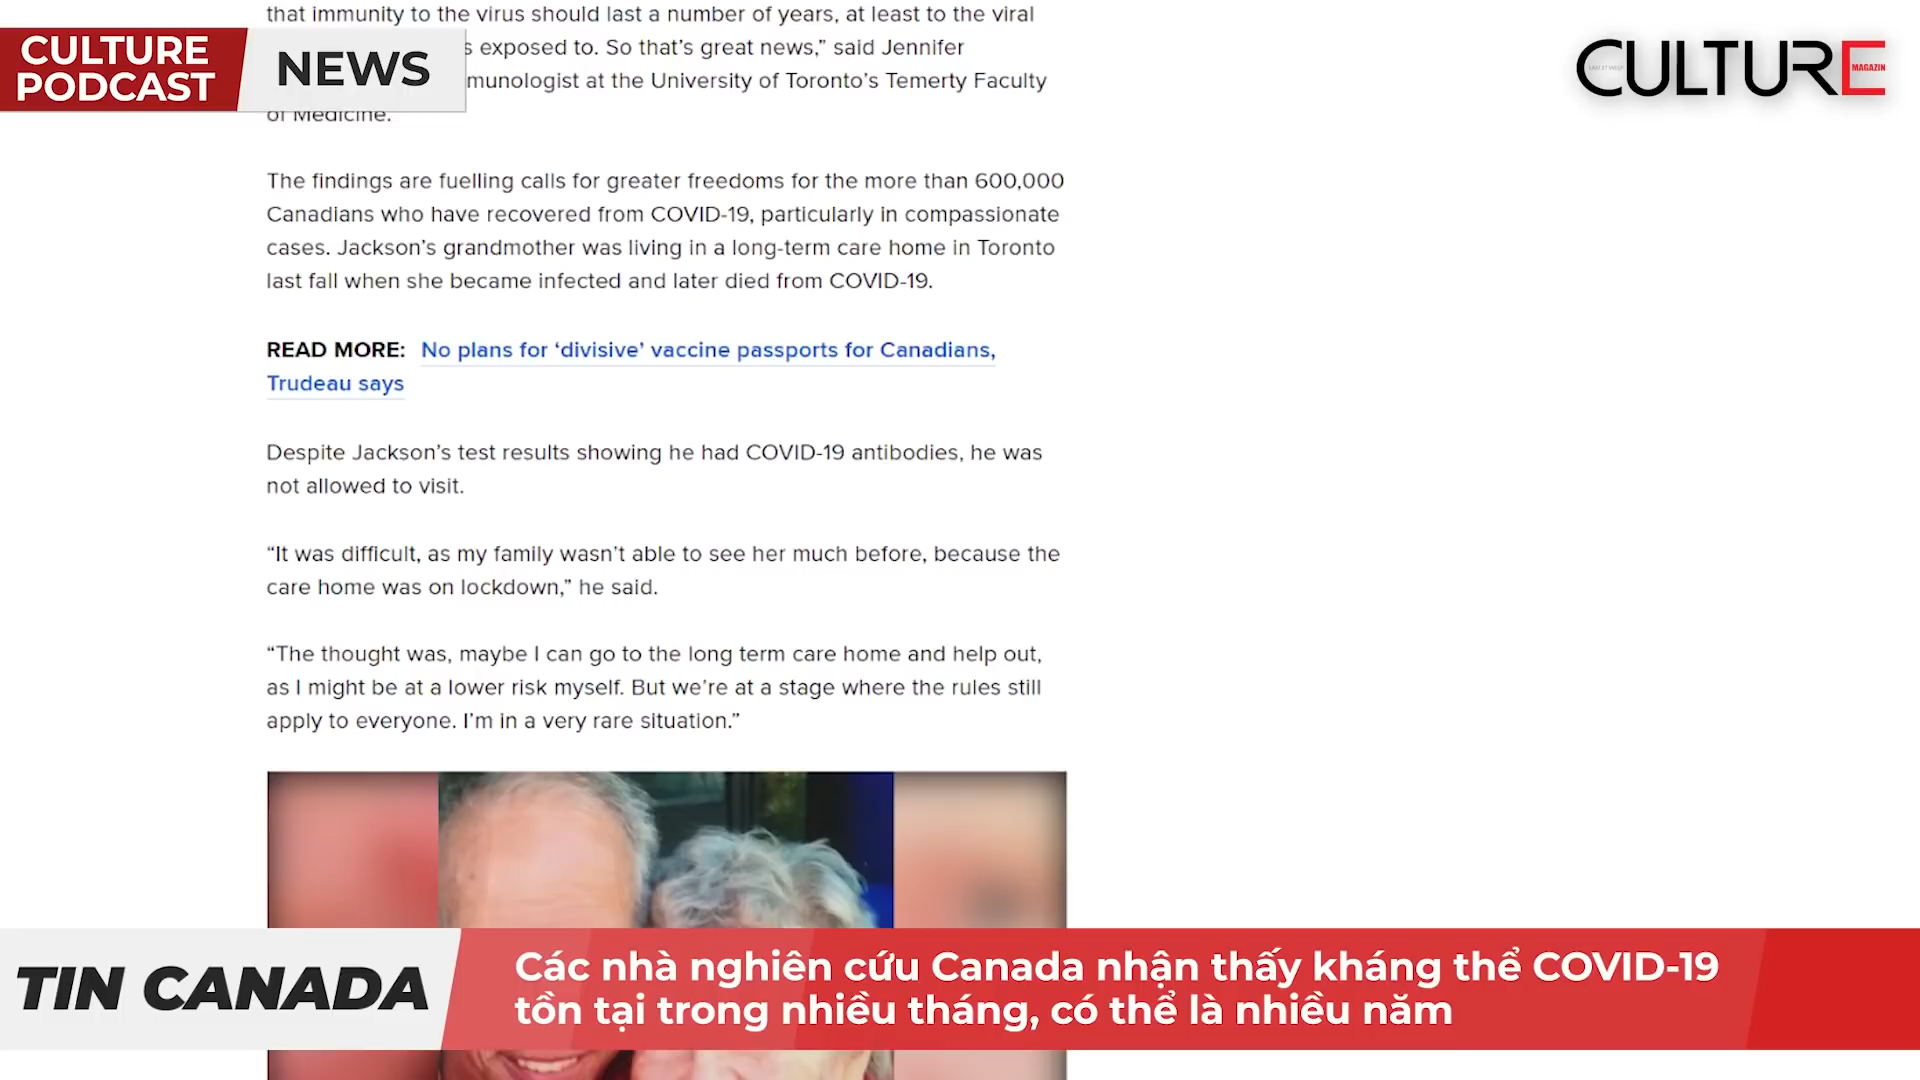 that immunity to the virus should last a number of years, at least to the viral
CULTURE
PODCAST
NEWS
s exposed to. So that’s great news,” said Jennifer
munologist at the University of Toronto’s Temerty Faculty
of Medicine.
CULTURE
MAGAZIN
The findings are fuelling calls for greater freedoms for the more than 600,000
Canadians who have recovered from COVID-19, particularly in compassionate
cases. Jackson’s grandmother was living in a long-term care home in Toronto
last fall when she became infected and later died from COVID-19.
READ MORE: No plans for ‘divisive’ vaccine passports for Canadians,
Trudeau says
Despite Jackson’s test results showing he had COVID-19 antibodies, he was
not allowed to visit.
“It was difficult, as my family wasn’t able to see her much before, because the
care home was on lockdown,” he said.
“The thought was, maybe I can go to the long term care home and help out,
as I might be at a lower risk myself. But we’re at a stage where the rules still
apply to everyone. I’m in a very rare situation.”
TIN CANADA
Các nhà nghiên cứu Canada nhận thấy kháng thể COVID-19
tồn tại trong nhiều tháng, có thể là nhiều năm